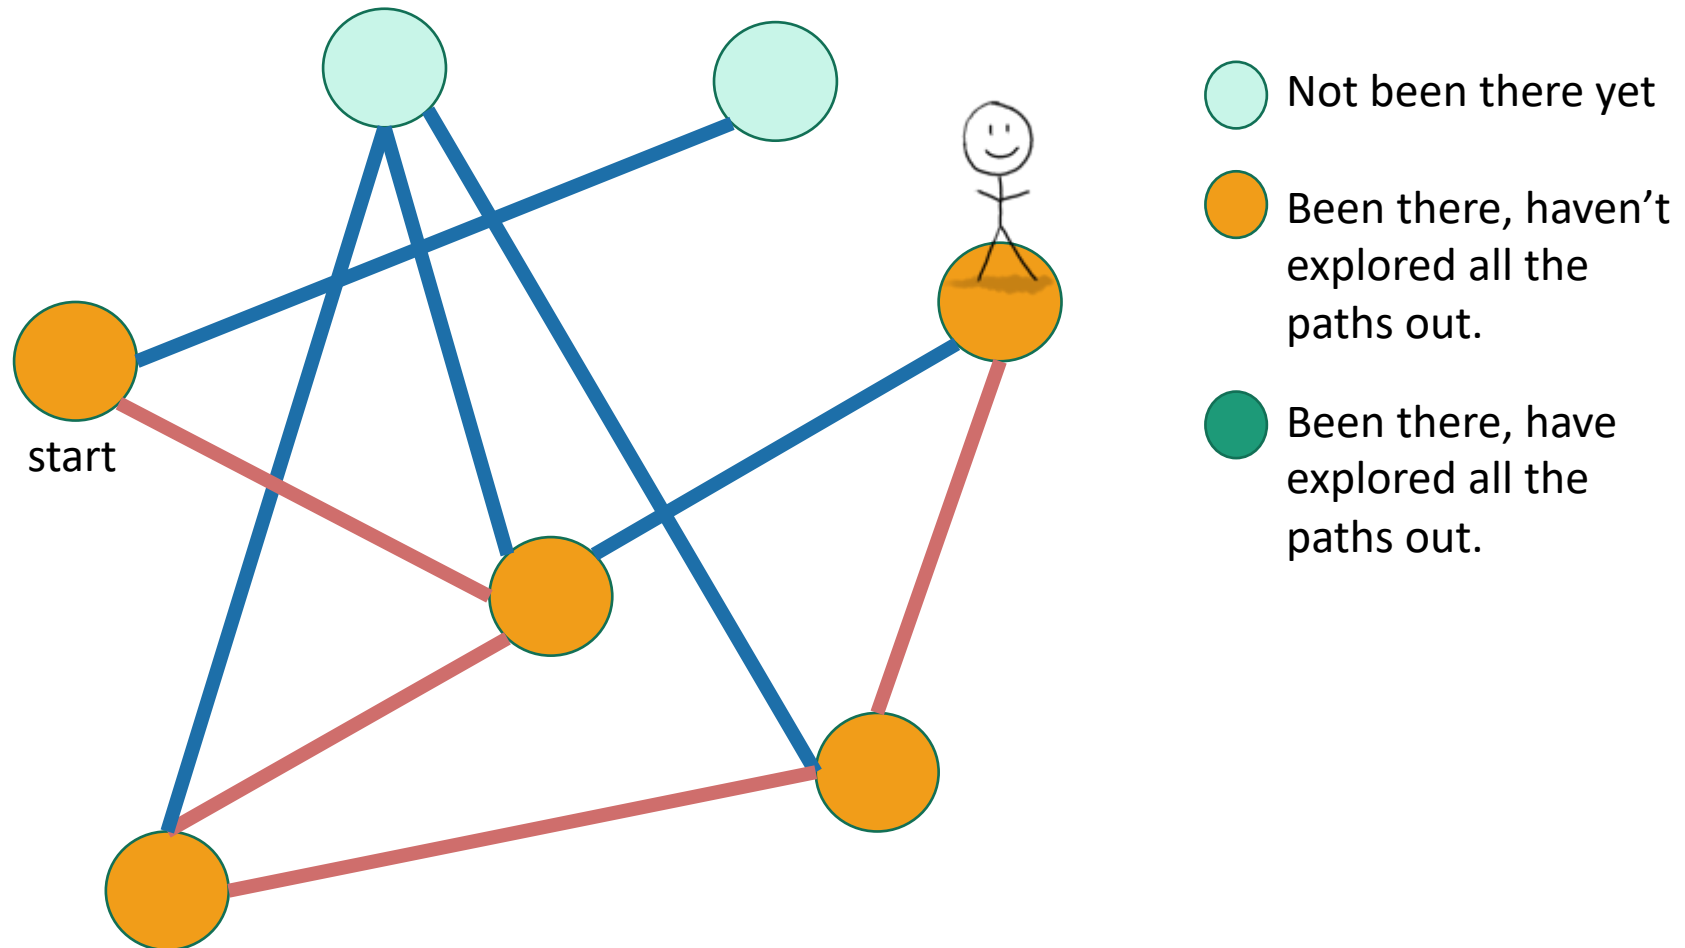 start
Not been there yet
Been there, haven’t
explored all the
paths out.
Been there, have
explored all the
paths out.